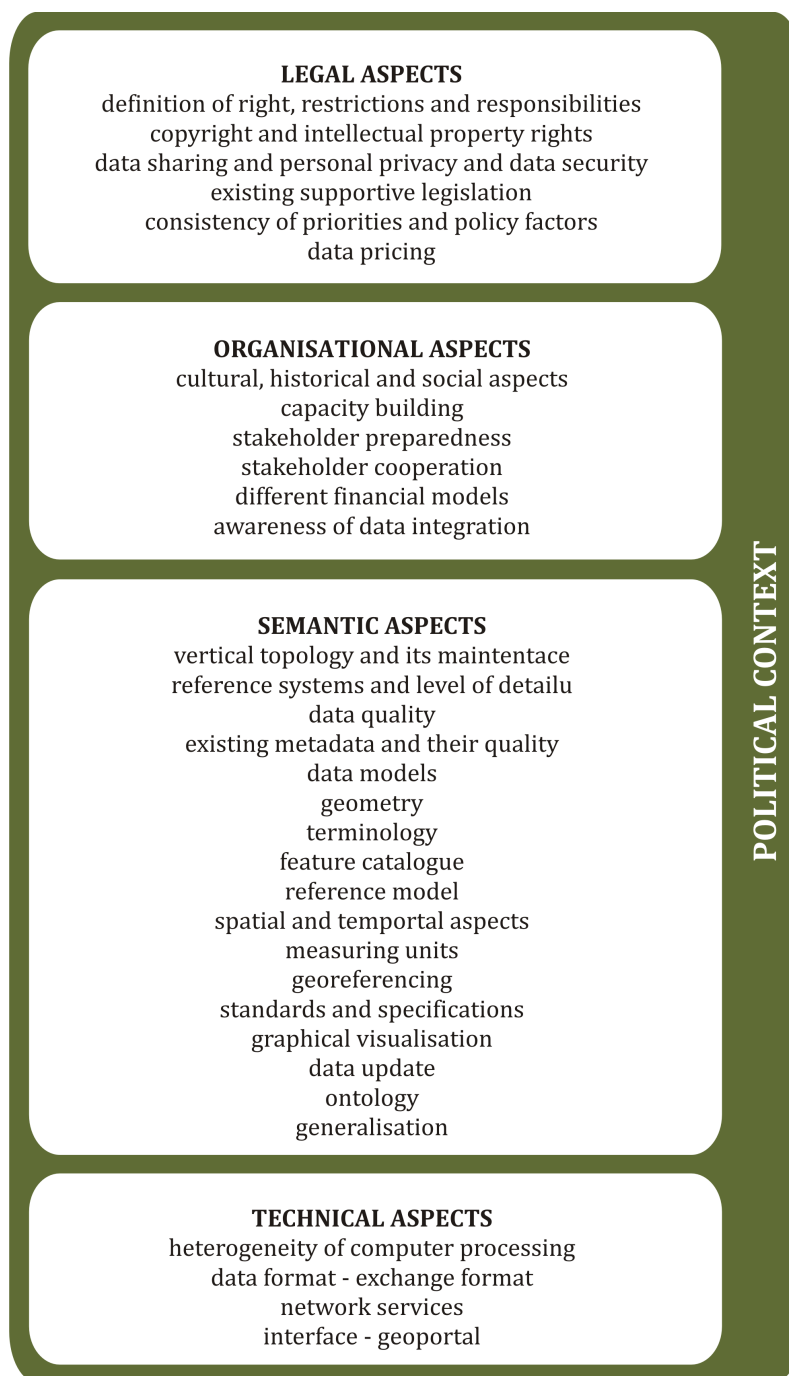 LEGAL ASPECTS
definition of right, restrictions and responsibilities
copyright and intellectual property rights
data sharing and personal privacy and data security
existing supportive legislation
consistency of priorities and policy factors
data pricing
ORGANISATIONAL ASPECTS
cultural, historical and social aspects
capacity building
stakeholder preparedness
stakeholder cooperation
different financial models
awareness of data integration
SEMANTIC ASPECTS
vertical topology and its maintentace
reference systems and level of detailu
data quality
existing metadata and their quality
data models
geometry
terminology
feature catalogue
reference model
spatial and temportal aspects
measuring units
georeferencing
standards and specifications
graphical visualisation
data update
ontology
generalisation
TECHNICAL ASPECTS
heterogeneity of computer processing
data format - exchange format
network services
interface - geoportal
POLITICAL CONTEXT